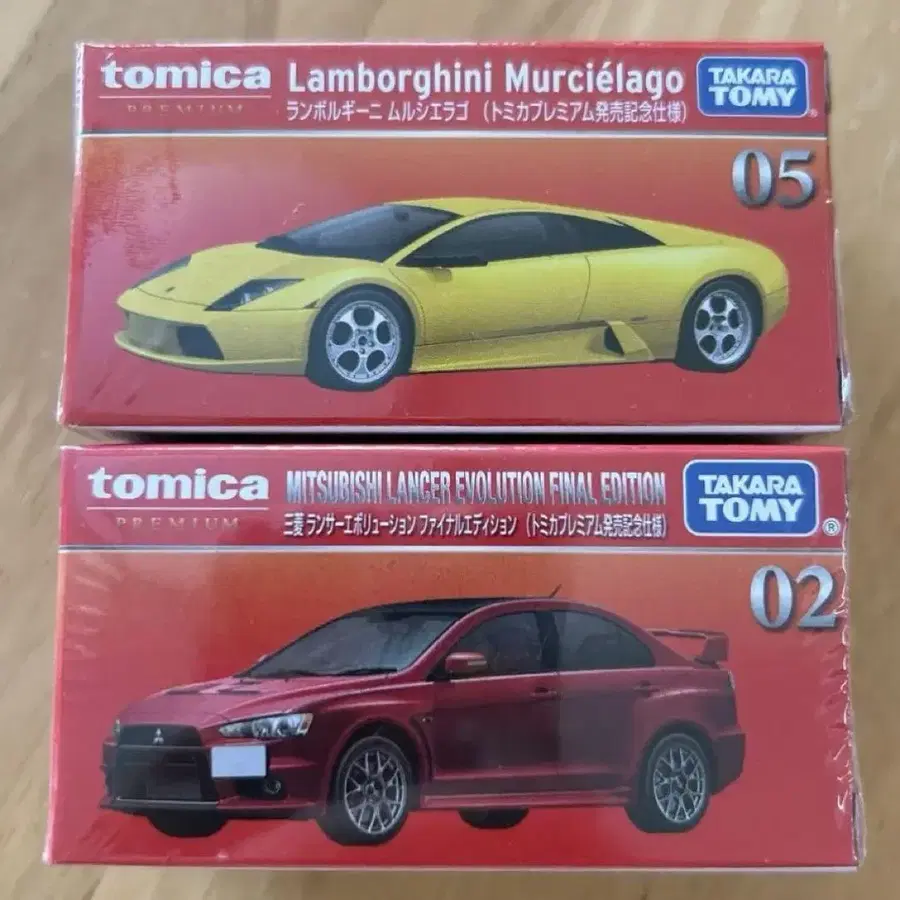 tomica Lamborghini Murciélago TAKARA TOMY
PREMIUM ランボルギーニ ムルシエラゴ (トミカプレミアム発売記念仕様)
05
tomica MITSUBISHI LANCER EVOLUTION FINAL EDITION TAKARA TOMY ®
PREMIUM 三菱 ランサーエボリューション ファイナルエディション (トミカプレミアム発売記念仕様)
02